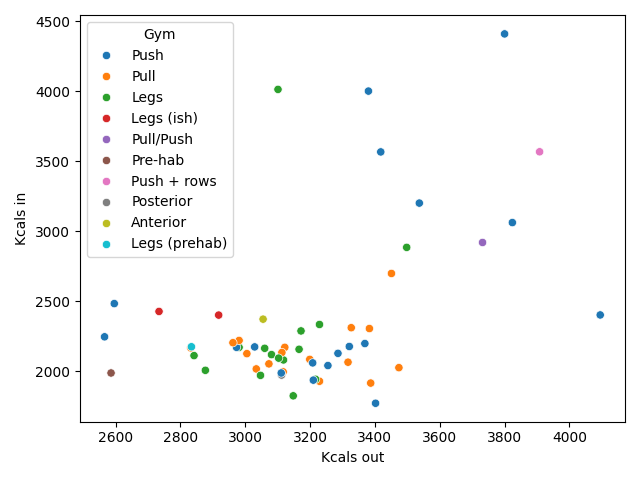 4500
4000
3500
3000
2500
2000
Kcals in
Gym
Push
Pull
Legs
Legs (ish)
Pull/Push
Pre-hab
Push + rows
Posterior
Anterior
Legs (prehab)
2600 2800 3000 3200 3400 3600 3800 4000
Kcals out